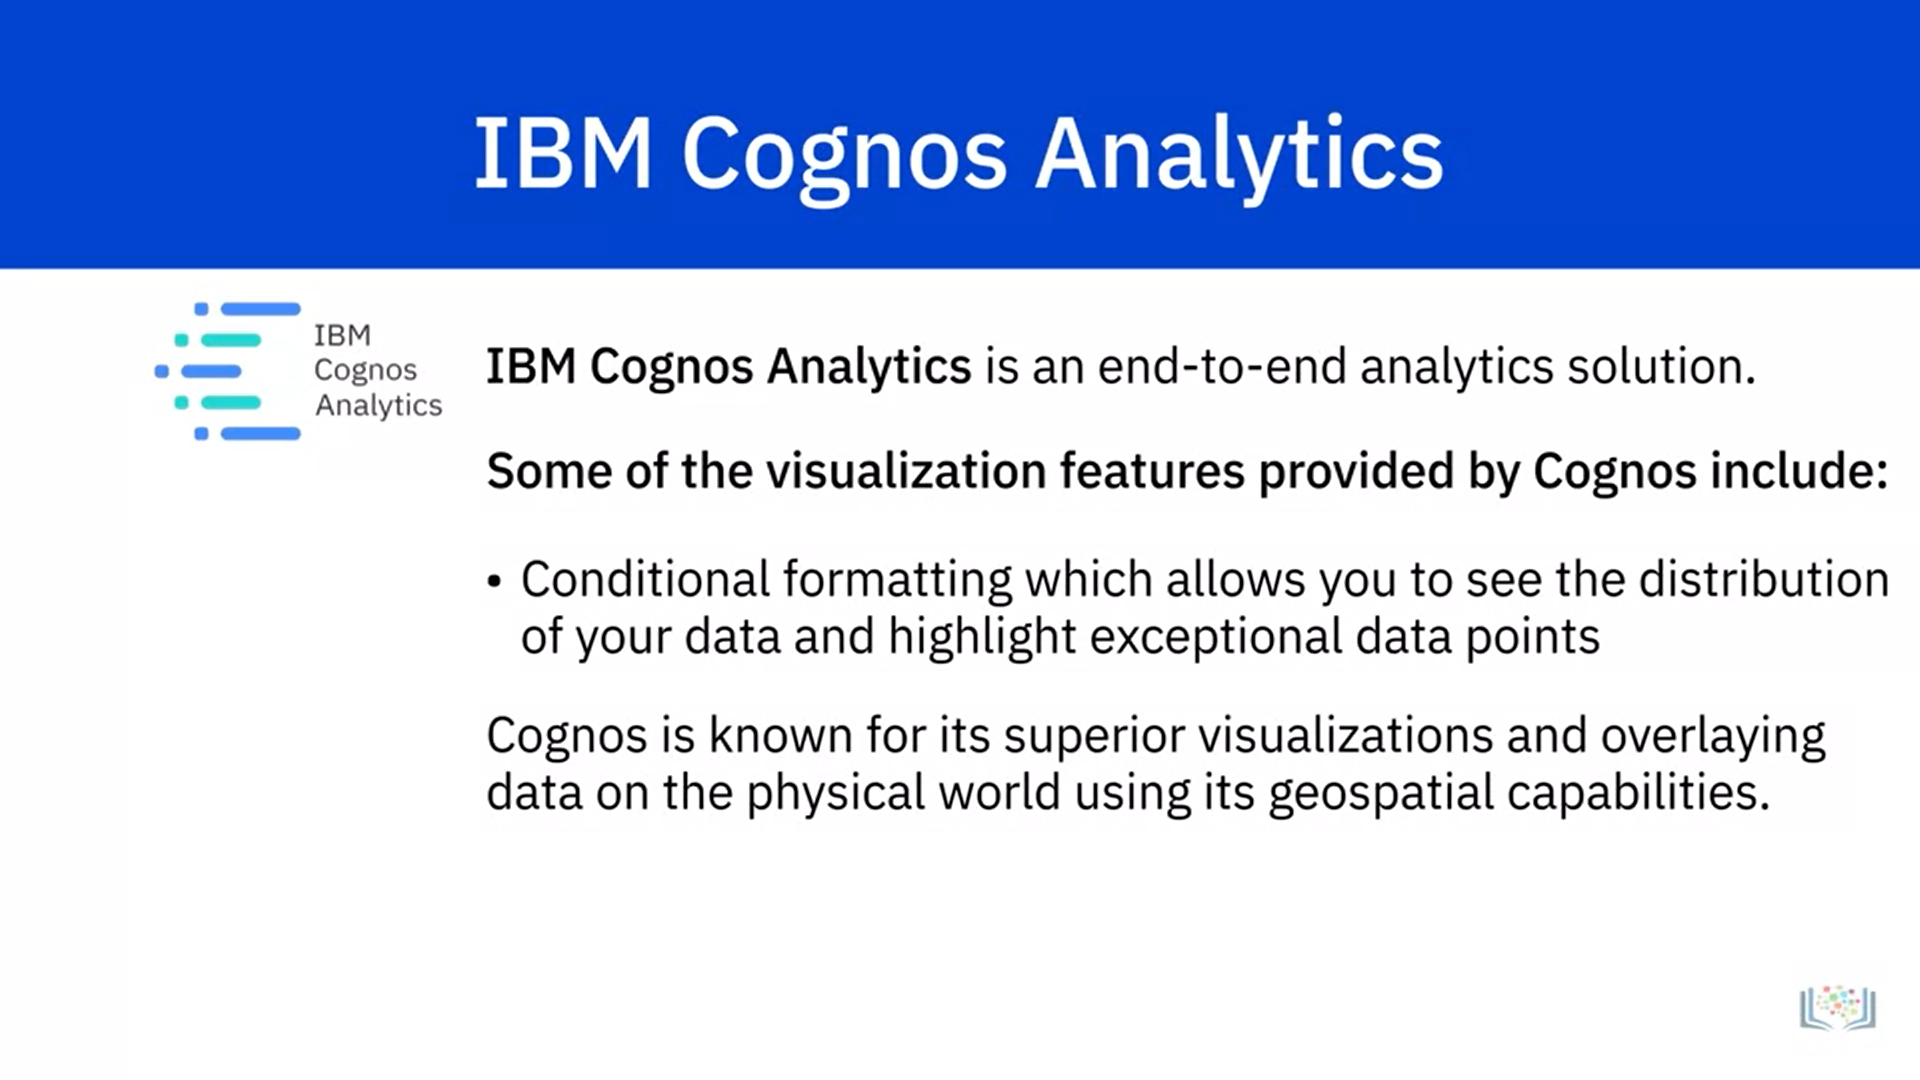 IBM Cognos Analytics
IBM
Cognos
Analytics
IBM Cognos Analytics is an end-to-end analytics solution.
Some of the visualization features provided by Cognos include:
• Conditional formatting which allows you to see the distribution
of your data and highlight exceptional data points
Cognos is known for its superior visualizations and overlaying
data on the physical world using its geospatial capabilities.